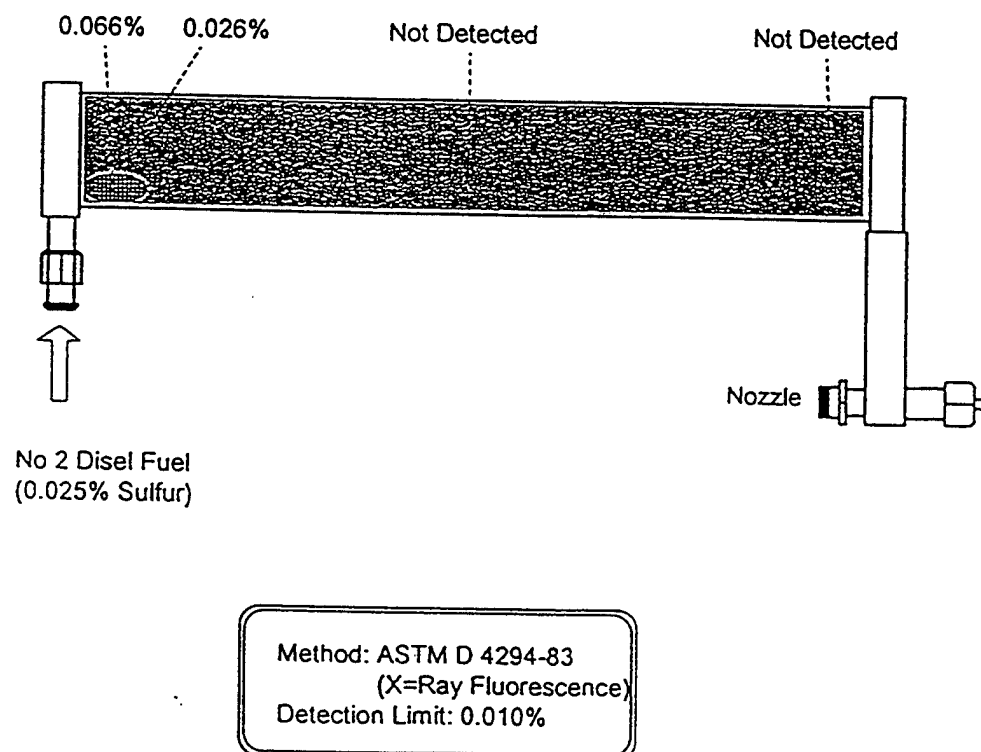 0.066%
0.026%
Not Detected
Not Detected
Nozzle
No 2 Disel Fuel
(0.025% Sulfur)
Method: ASTM D 4294-83
(X=Ray Fluorescence)
Detection Limit: 0.010%